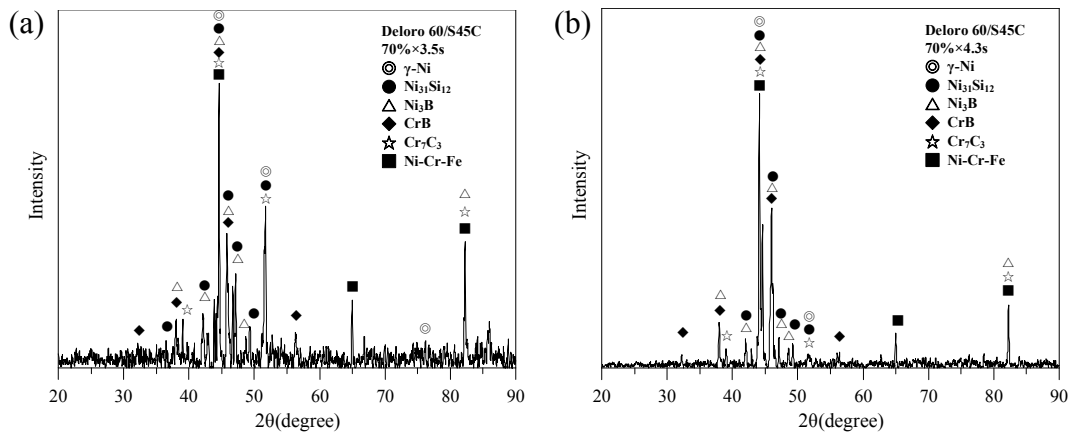 (a)
Deloro 60/S45C
70%×3.5s
γ-Ni
Ni₃₁Si₁₂
Ni₃B
CrB
Cr₇C₃
Ni-Cr-Fe
Intensity
20 30 40 50 60 70 80 90
2θ(degree)
(b)
Deloro 60/S45C
70%×4.3s
γ-Ni
Ni₃₁Si₁₂
Ni₃B
CrB
Cr₇C₃
Ni-Cr-Fe
Intensity
20 30 40 50 60 70 80 90
2θ(degree)